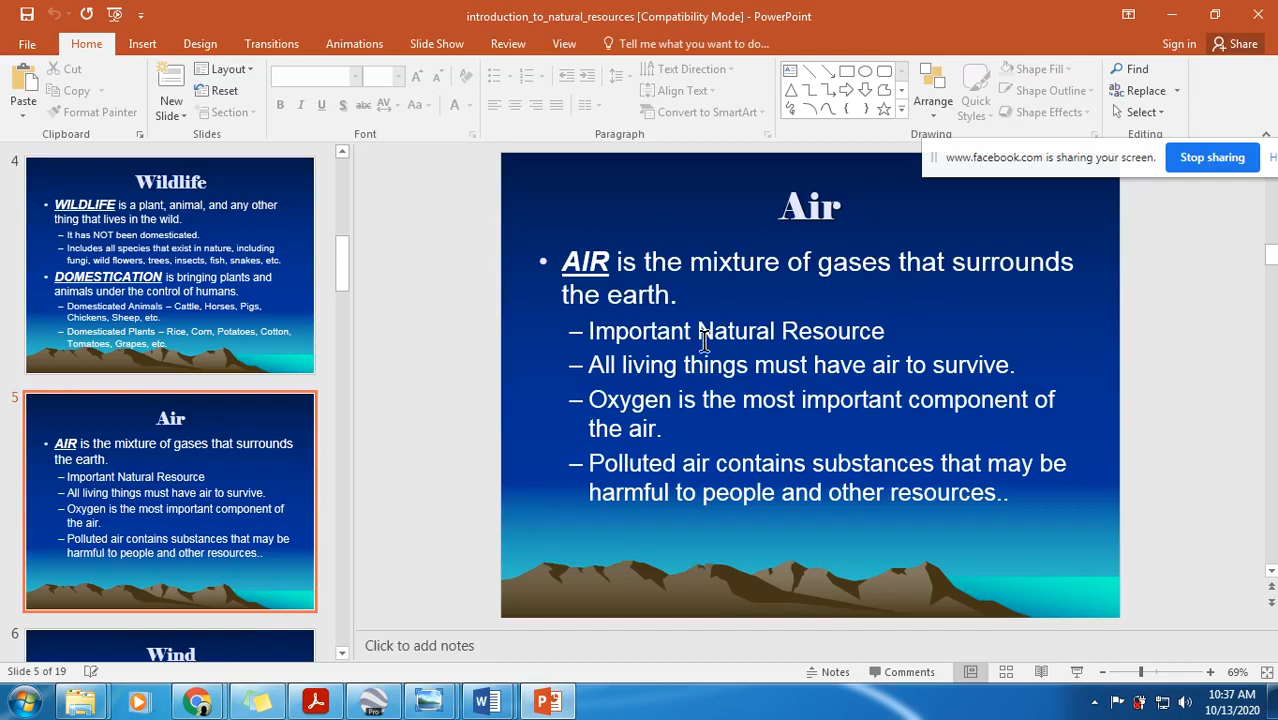 introduction_to_natural_resources [Compatibility Mode] - PowerPoint
File Home Insert Design Transitions Animations Slide Show Review View Tell me what you want to do... Sign in Share
Paste
Cut
Copy
Format Painter
Clipboard
New Slide
Layout
Reset
Section
Slides
Font
Text Direction
Align Text
Convert to SmartArt
Paragraph
Arrange
Quick Styles
Shape Fill
Shape Outline
Shape Effects
Drawing
Find
Replace
Select
Editing
www.facebook.com is sharing your screen. Stop sharing H
4
Wildlife
• WILDLIFE is a plant, animal, and any other
thing that lives in the wild.
– It has NOT been domesticated.
– Includes all species that exist in nature, including
fungi, wild flowers, trees, insects, fish, snakes, etc.
• DOMESTICATION is bringing plants and
animals under the control of humans.
– Domesticated Animals – Cattle, Horses, Pigs,
Chickens, Sheep, etc.
– Domesticated Plants – Rice, Corn, Potatoes, Cotton,
Tomatoes, Grapes, etc.
5
Air
• AIR is the mixture of gases that surrounds
the earth.
– Important Natural Resource
– All living things must have air to survive.
– Oxygen is the most important component of
the air.
– Polluted air contains substances that may be
harmful to people and other resources..
6
Wind
Air
• AIR is the mixture of gases that surrounds
the earth.
– Important Natural Resource
– All living things must have air to survive.
– Oxygen is the most important component of
the air.
– Polluted air contains substances that may be
harmful to people and other resources..
Click to add notes
Slide 5 of 19 Notes Comments 69%
Pro
10:37 AM
10/13/2020